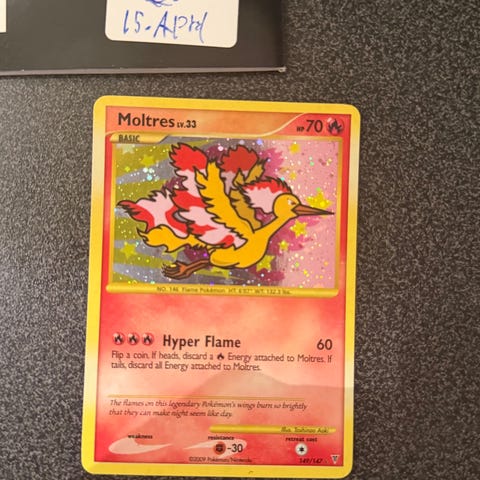 15-APril
Moltres LV.33
HP 70
BASIC
NO. 146 Flame Pokémon. HT. 6'07" WT. 132.3 lbs.
Hyper Flame 60
Flip a coin. If heads, discard a Energy attached to Moltres. If
tails, discard all Energy attached to Moltres.
The flames on this legendary Pokémon's wings burn so brightly
that they can make night seem like day.
Illus. Toshinao Aoki
weakness resistance retreat cost
-30
©2009 Pokémon/Nintendo
149/147